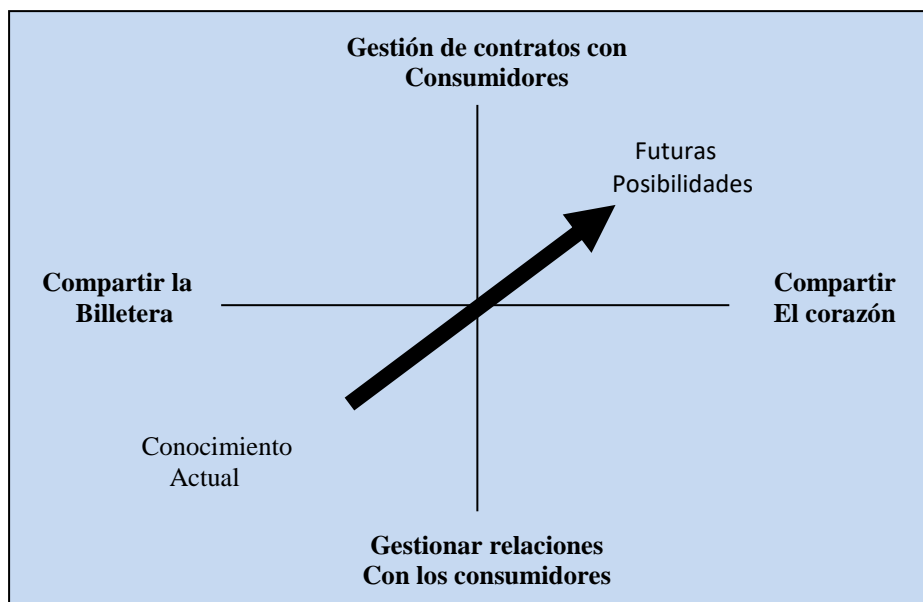 Gestión de contratos con
Consumidores
Futuras
Posibilidades
Compartir la
Billetera
Compartir
El corazón
Conocimiento
Actual
Gestionar relaciones
Con los consumidores